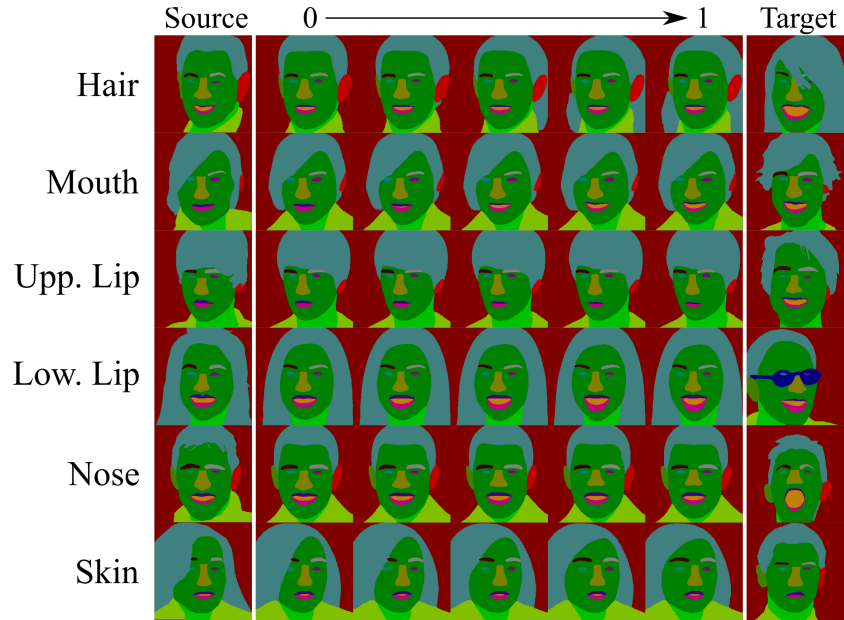 Source 0 1 Target
Hair
Mouth
Upp. Lip
Low. Lip
Nose
Skin